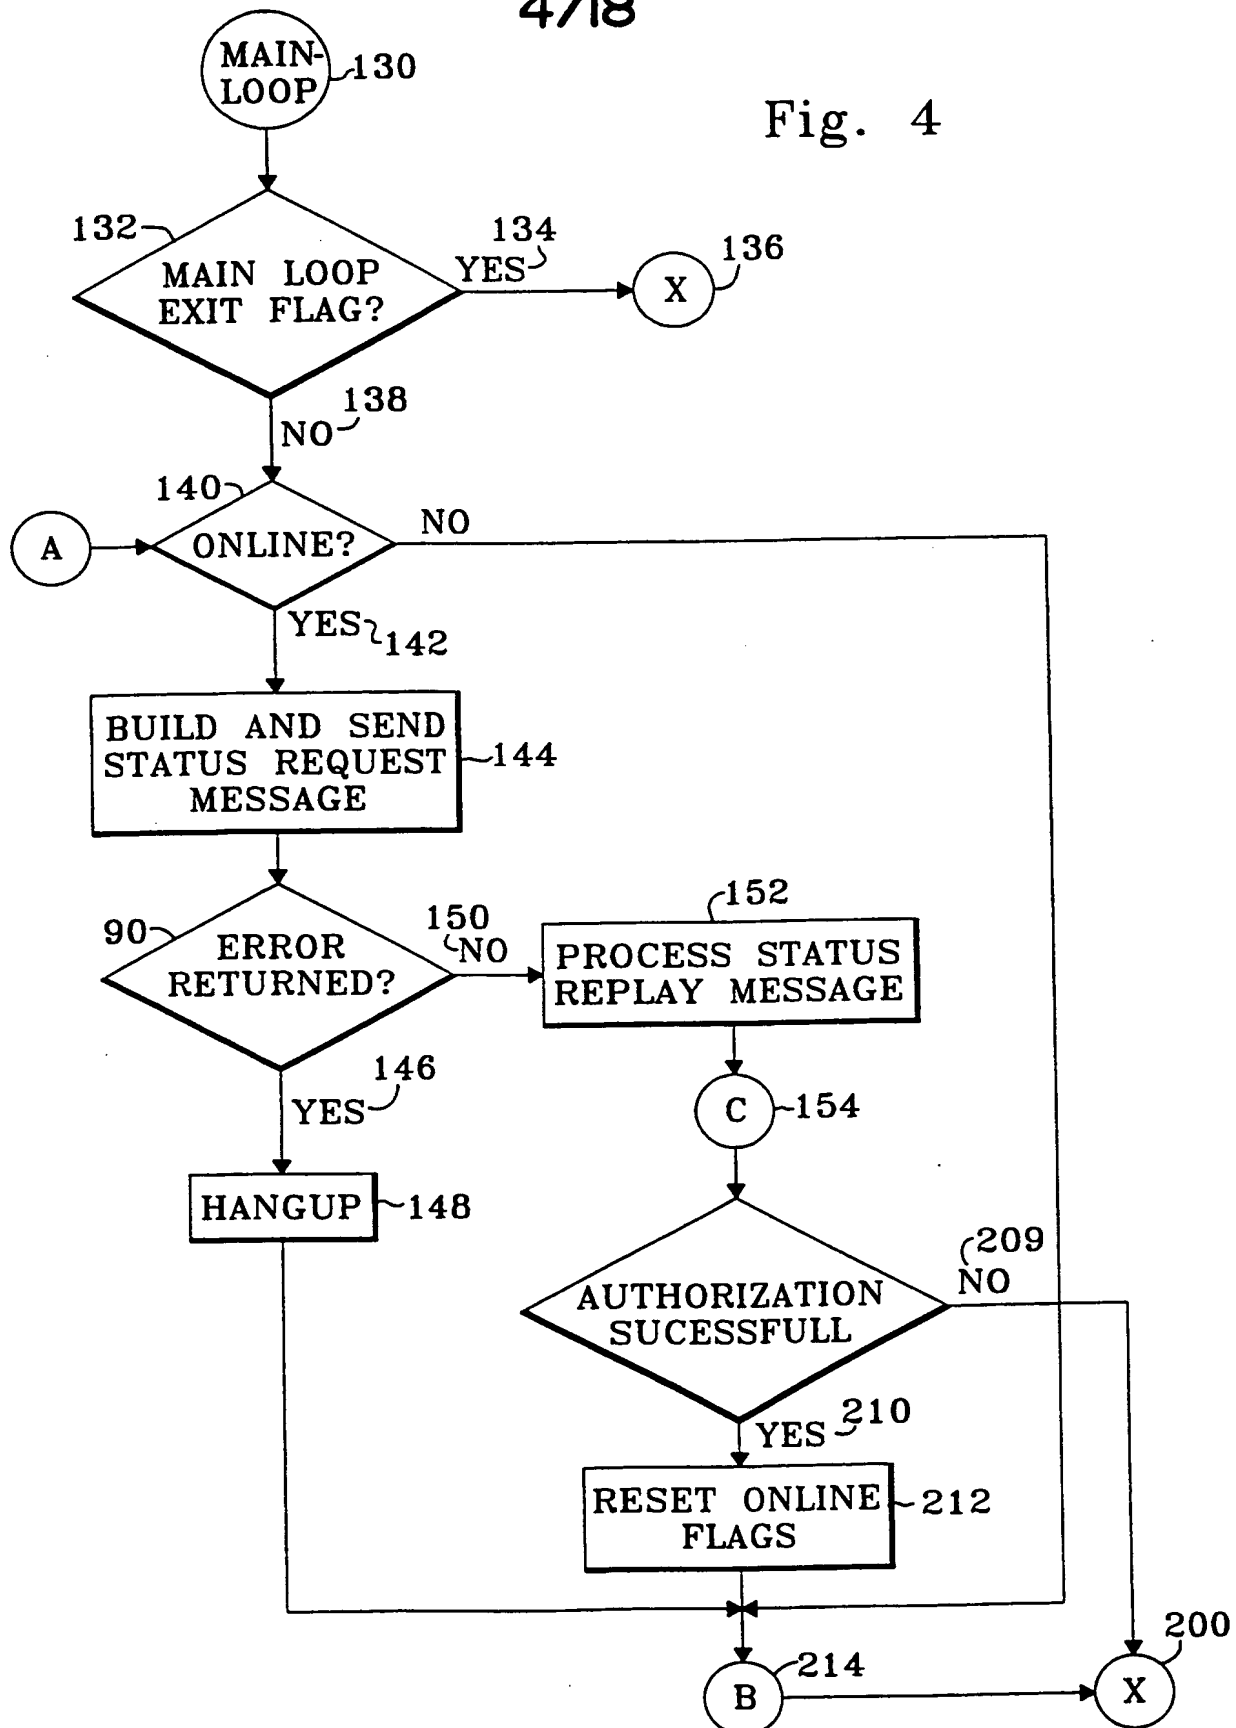 4/18
MAIN-
LOOP
130
Fig. 4
132
MAIN LOOP
EXIT FLAG?
134
YES
X
136
138
NO
140
A
ONLINE?
NO
YES
142
BUILD AND SEND
STATUS REQUEST
MESSAGE
144
90
ERROR
RETURNED?
150
NO
152
PROCESS STATUS
REPLAY MESSAGE
146
YES
C
154
HANGUP
148
AUTHORIZATION
SUCESSFULL
209
NO
YES
210
RESET ONLINE
FLAGS
212
B
214
X
200